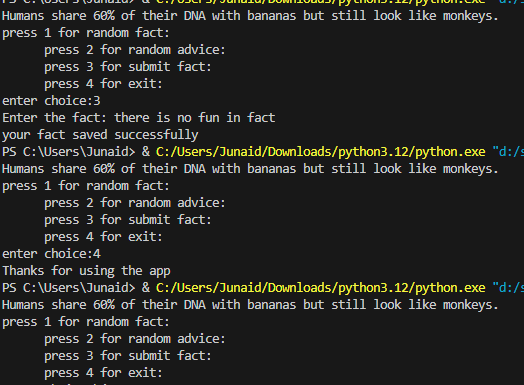 PS C:\Users\Junaid> & C:/Users/Junaid/Downloads/python3.12/python.exe "d:/s
Humans share 60% of their DNA with bananas but still look like monkeys.
press 1 for random fact:
press 2 for random advice:
press 3 for submit fact:
press 4 for exit:
enter choice:3
Enter the fact: there is no fun in fact
your fact saved successfully
PS C:\Users\Junaid> & C:/Users/Junaid/Downloads/python3.12/python.exe "d:/s
Humans share 60% of their DNA with bananas but still look like monkeys.
press 1 for random fact:
press 2 for random advice:
press 3 for submit fact:
press 4 for exit:
enter choice:4
Thanks for using the app
PS C:\Users\Junaid> & C:/Users/Junaid/Downloads/python3.12/python.exe "d:/s
Humans share 60% of their DNA with bananas but still look like monkeys.
press 1 for random fact:
press 2 for random advice:
press 3 for submit fact:
press 4 for exit: